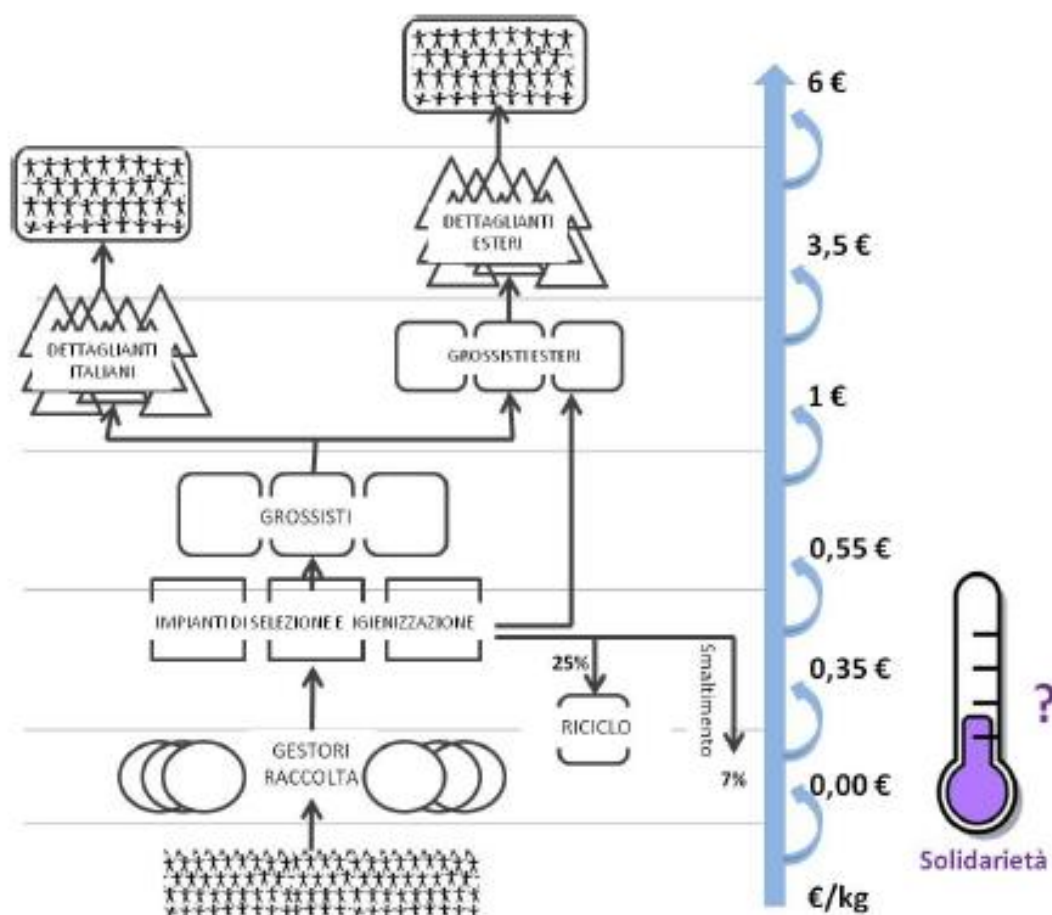 6 €
DETTAGLIANTI
ESTERI
3,5 €
DETTAGLIANTI
ITALIANI
GROSSISTI ESTERI
1 €
GROSSISTI
0,55 €
IMPIANTI DI SELEZIONE E IGIENIZZAZIONE
25%
Smaltimento
0,35 €
?
RICICLO
GESTORI
RACCOLTA
7%
0,00 €
Solidarietà
€/kg